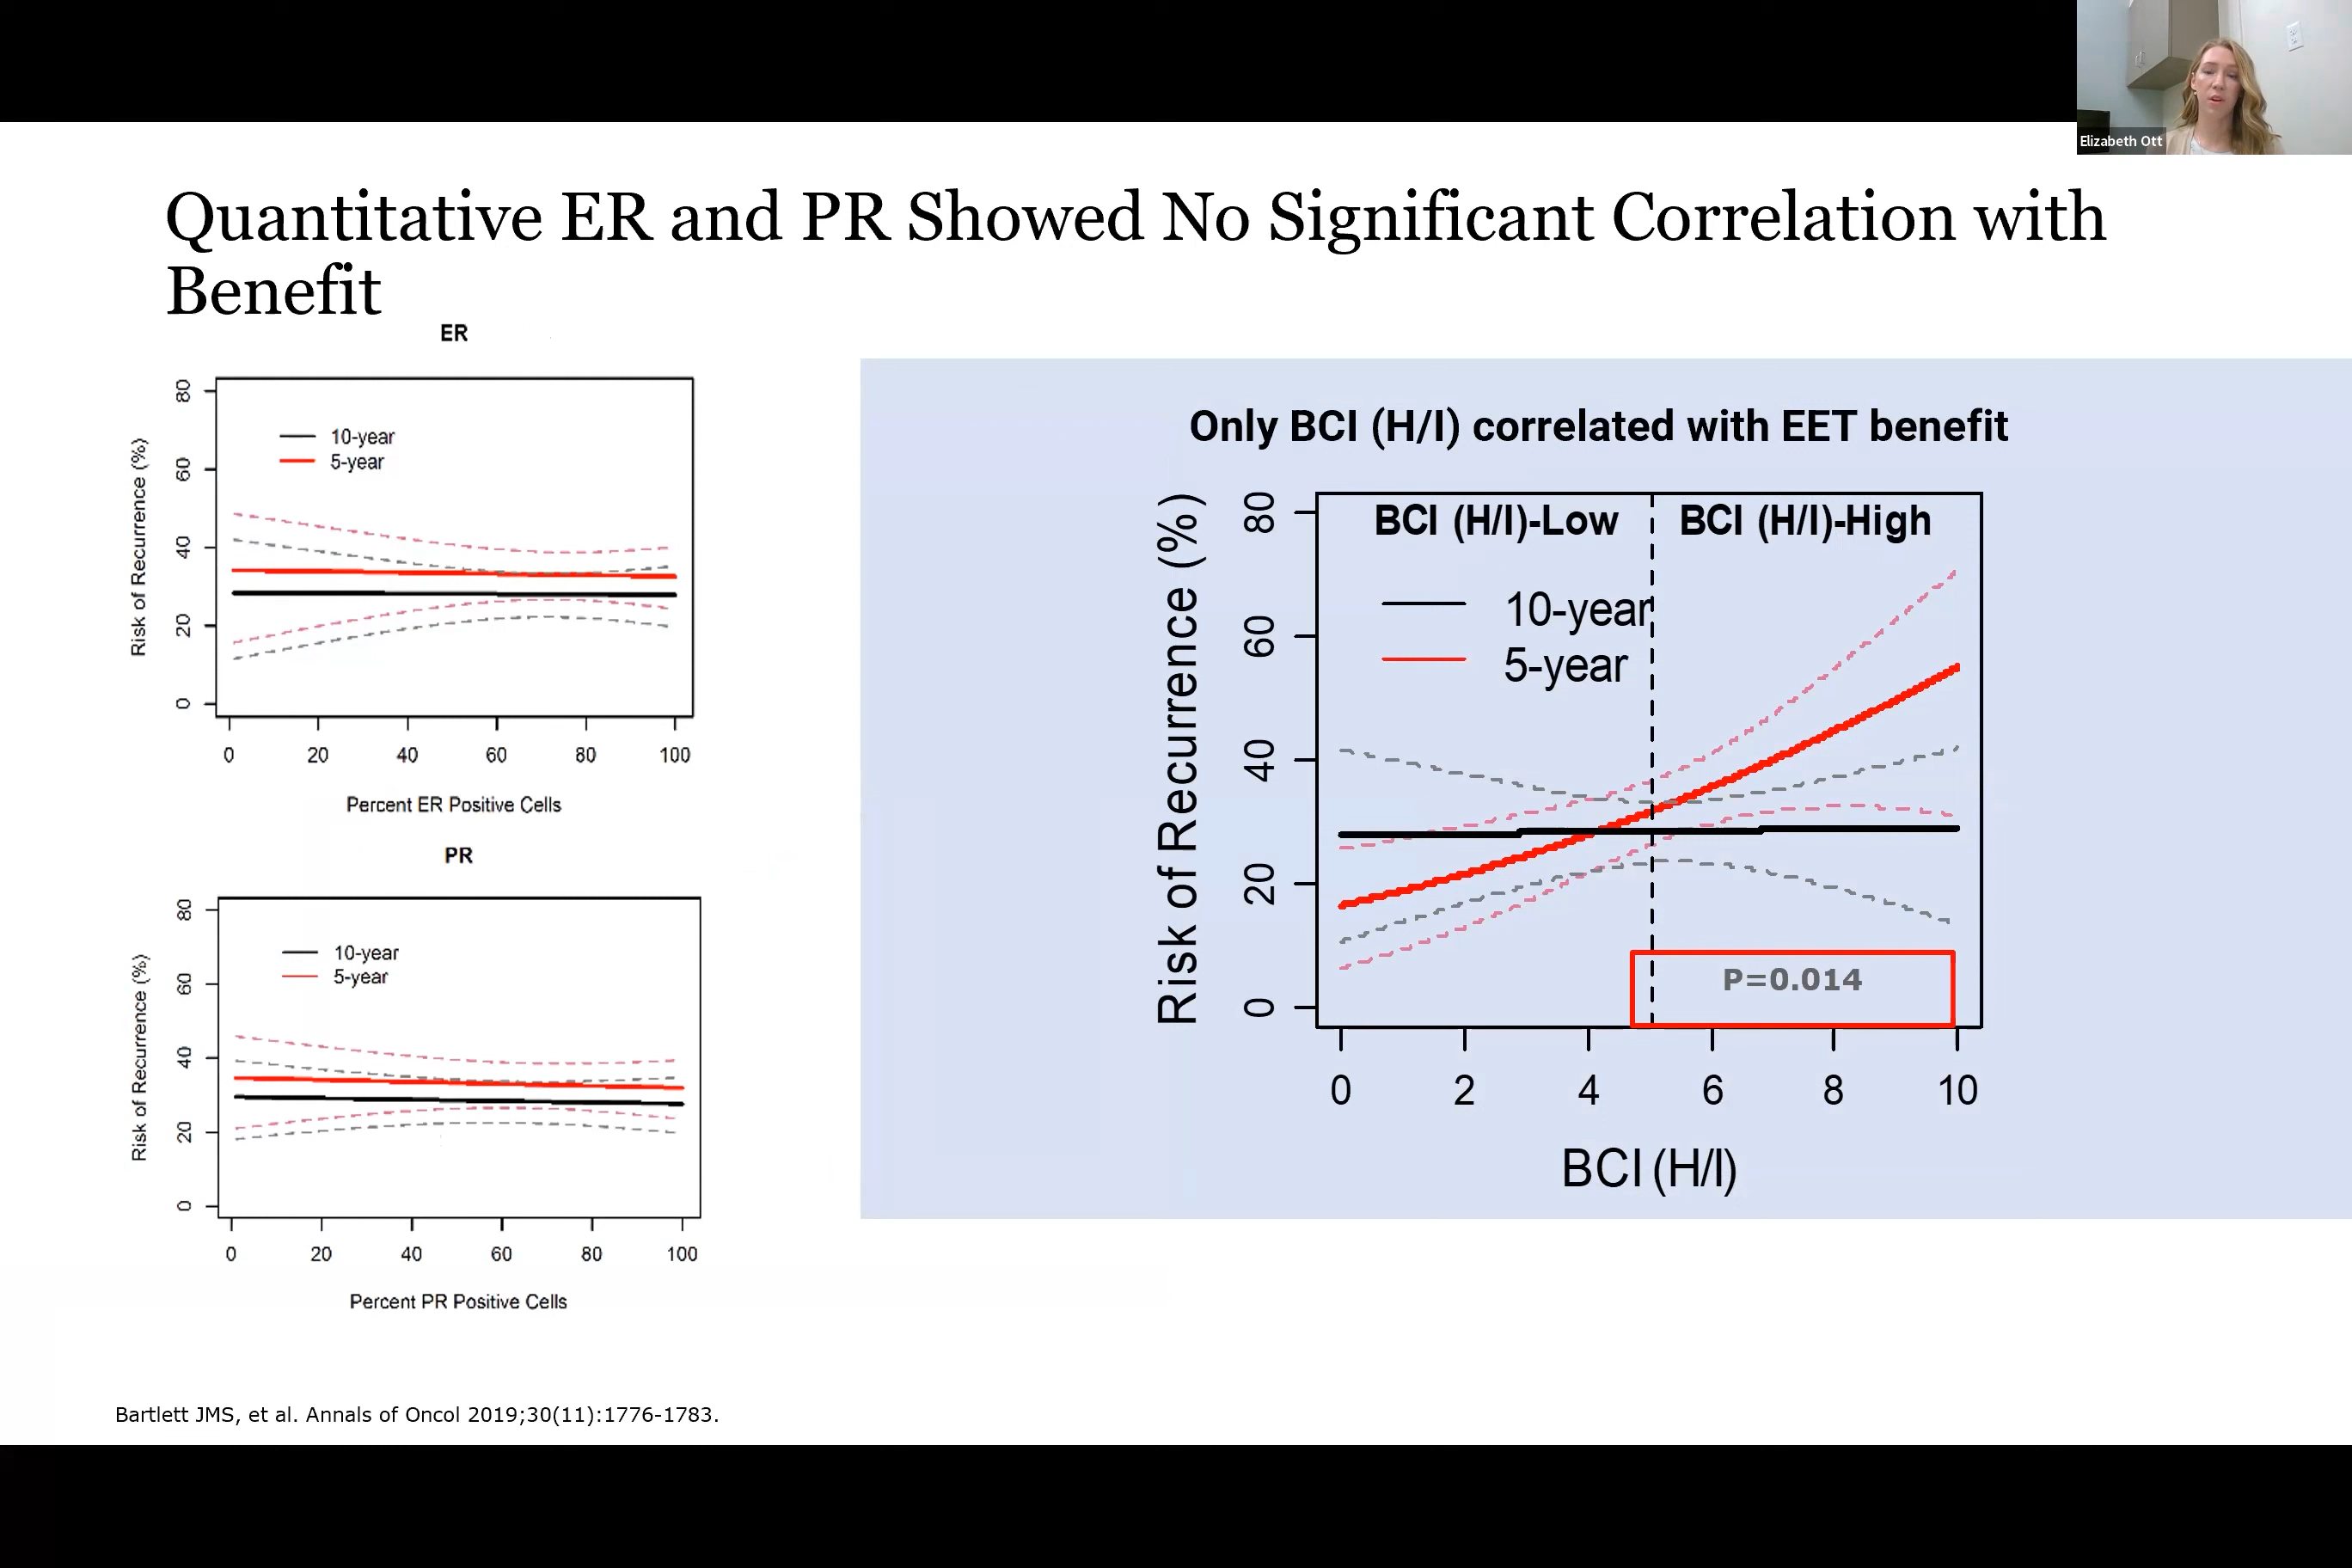 Elizabeth Ott
Quantitative ER and PR Showed No Significant Correlation with
Benefit
ER
Risk of Recurrence (%)
80
60
40
20
0
10-year
5-year
0 20 40 60 80 100
Percent ER Positive Cells
PR
Risk of Recurrence (%)
80
60
40
20
0
10-year
5-year
0 20 40 60 80 100
Percent PR Positive Cells
Only BCI (H/I) correlated with EET benefit
Risk of Recurrence (%)
80
60
40
20
0
BCI (H/I)-Low BCI (H/I)-High
10-year
5-year
P=0.014
0 2 4 6 8 10
BCI (H/I)
Bartlett JMS, et al. Annals of Oncol 2019;30(11):1776-1783.